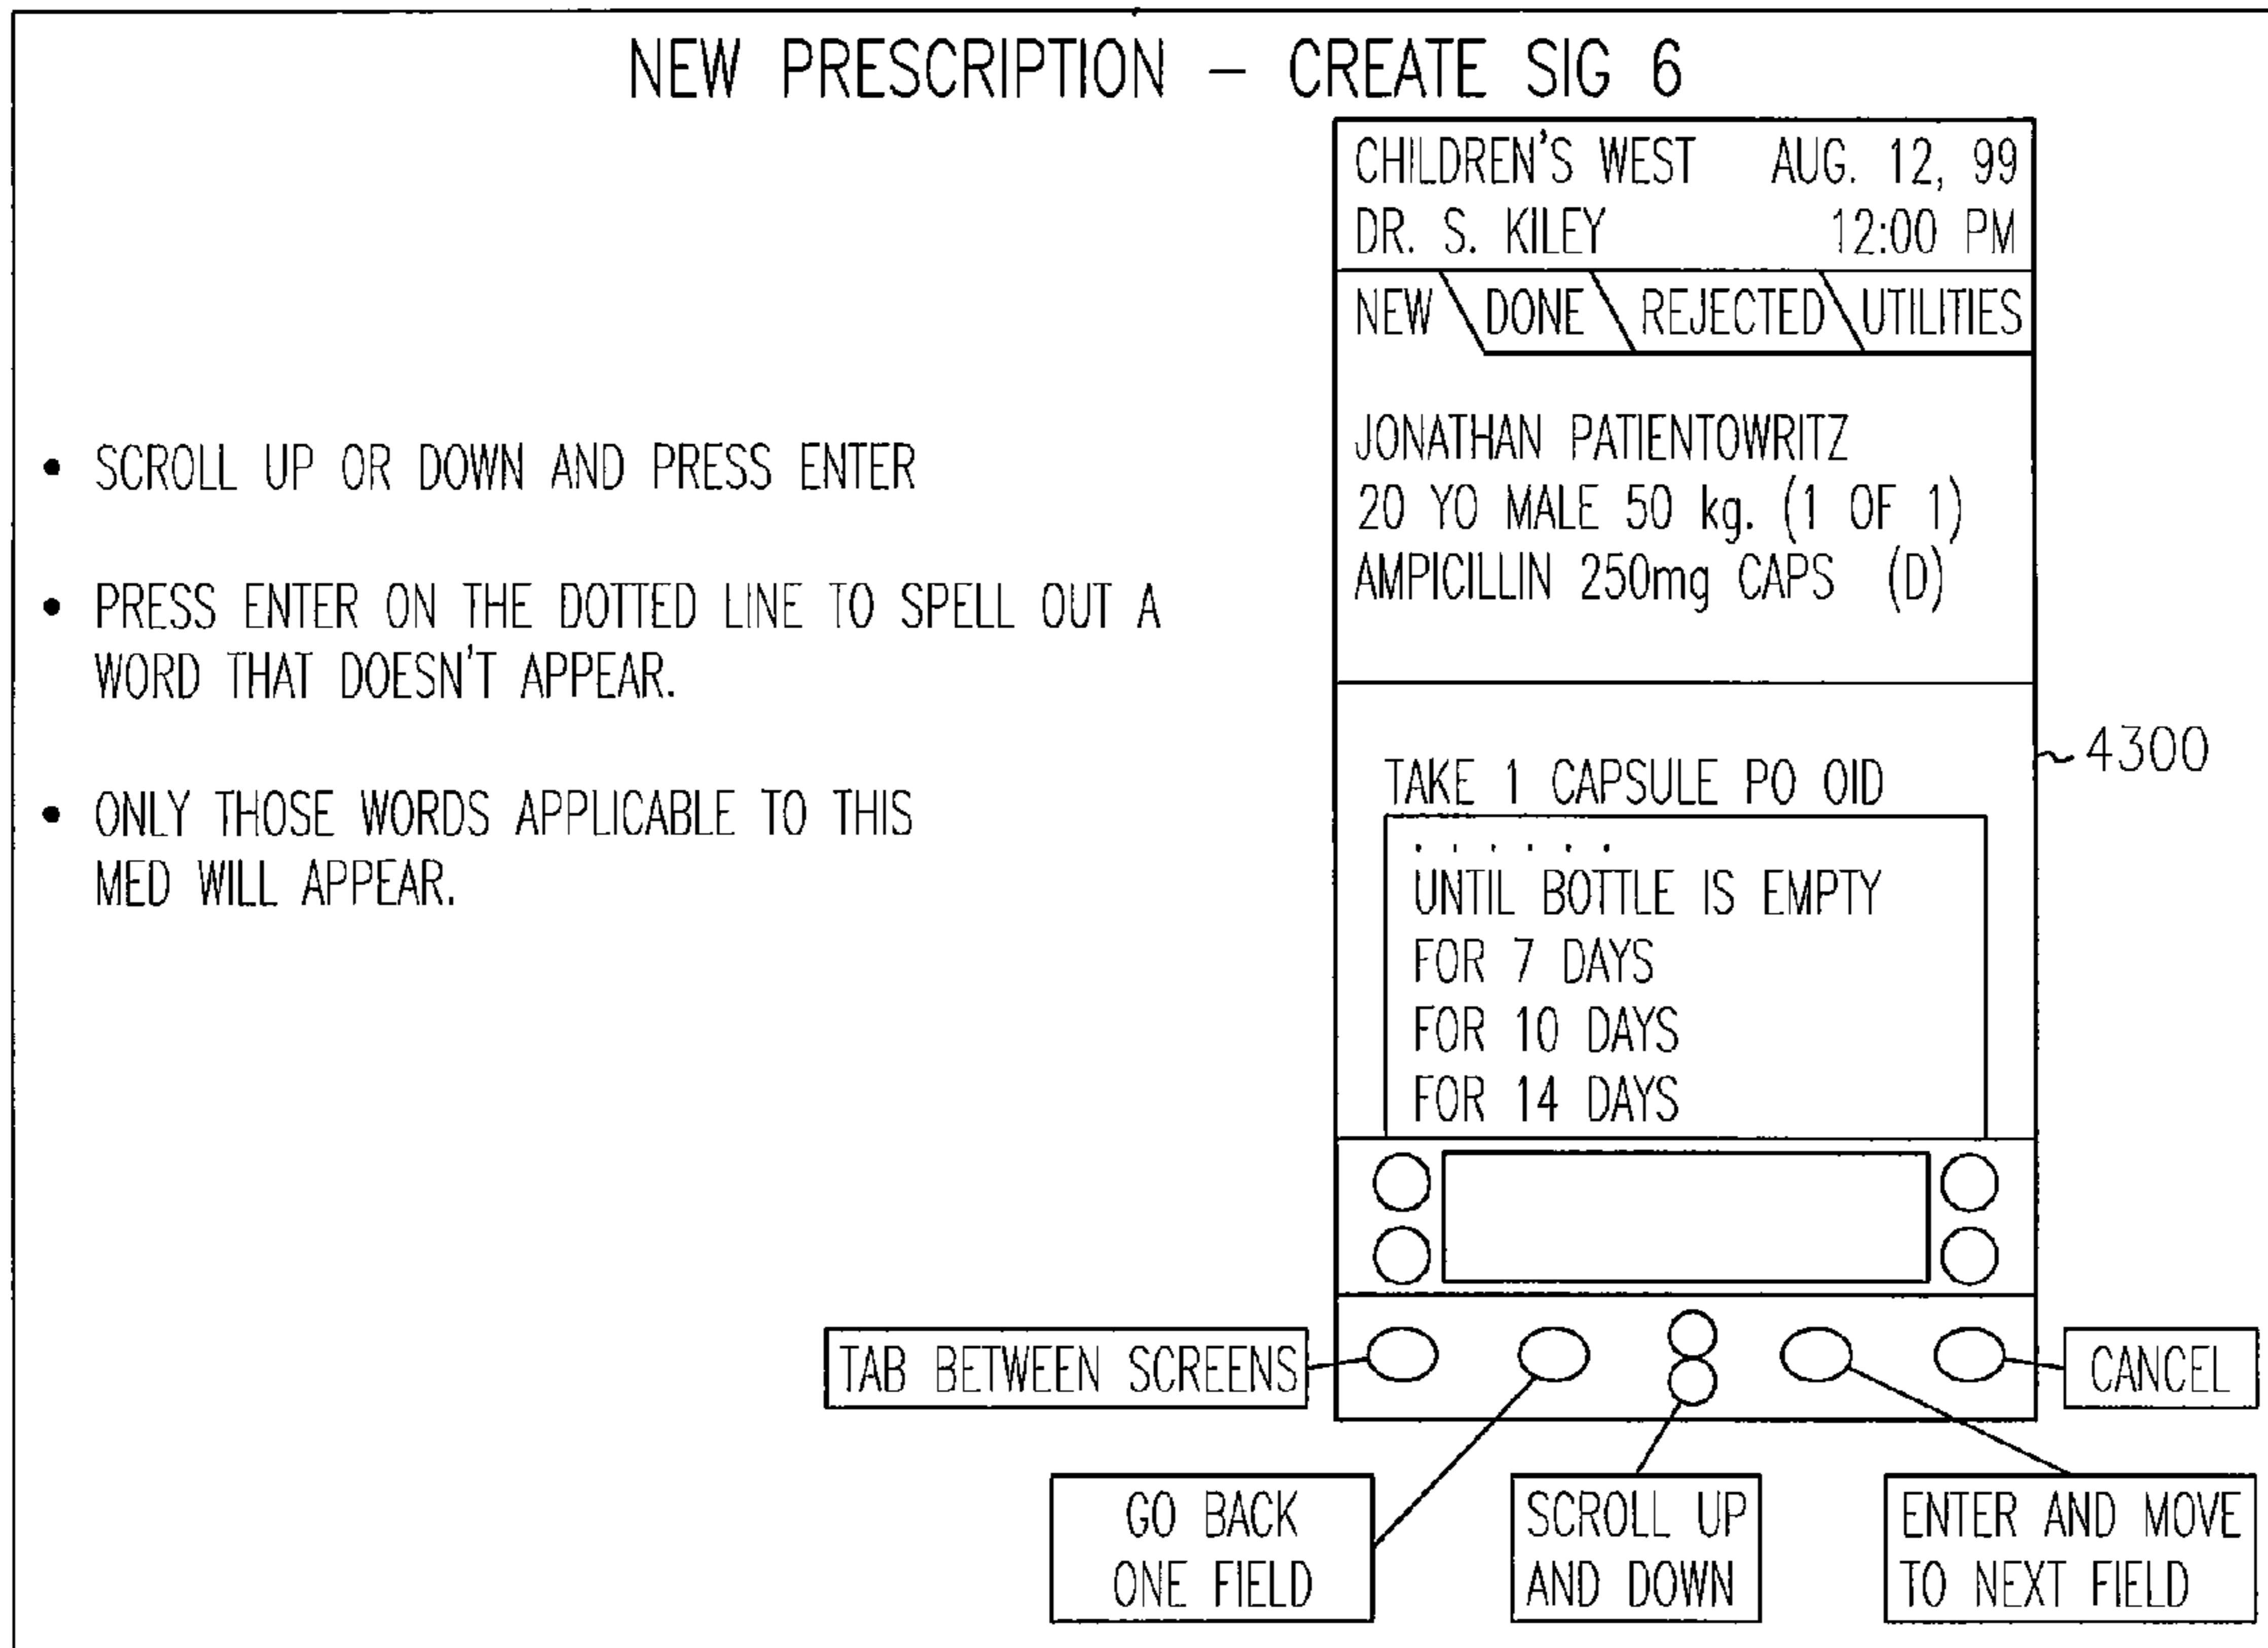 NEW PRESCRIPTION – CREATE SIG 6
• SCROLL UP OR DOWN AND PRESS ENTER
• PRESS ENTER ON THE DOTTED LINE TO SPELL OUT A
WORD THAT DOESN'T APPEAR.
• ONLY THOSE WORDS APPLICABLE TO THIS
MED WILL APPEAR.
CHILDREN'S WEST AUG. 12, 99
DR. S. KILEY 12:00 PM
NEW DONE REJECTED UTILITIES
JONATHAN PATIENTOWRITZ
20 YO MALE 50 kg. (1 OF 1)
AMPICILLIN 250mg CAPS (D)
4300
TAKE 1 CAPSULE PO OID
. . . . . .
UNTIL BOTTLE IS EMPTY
FOR 7 DAYS
FOR 10 DAYS
FOR 14 DAYS
TAB BETWEEN SCREENS
CANCEL
GO BACK
ONE FIELD
SCROLL UP
AND DOWN
ENTER AND MOVE
TO NEXT FIELD